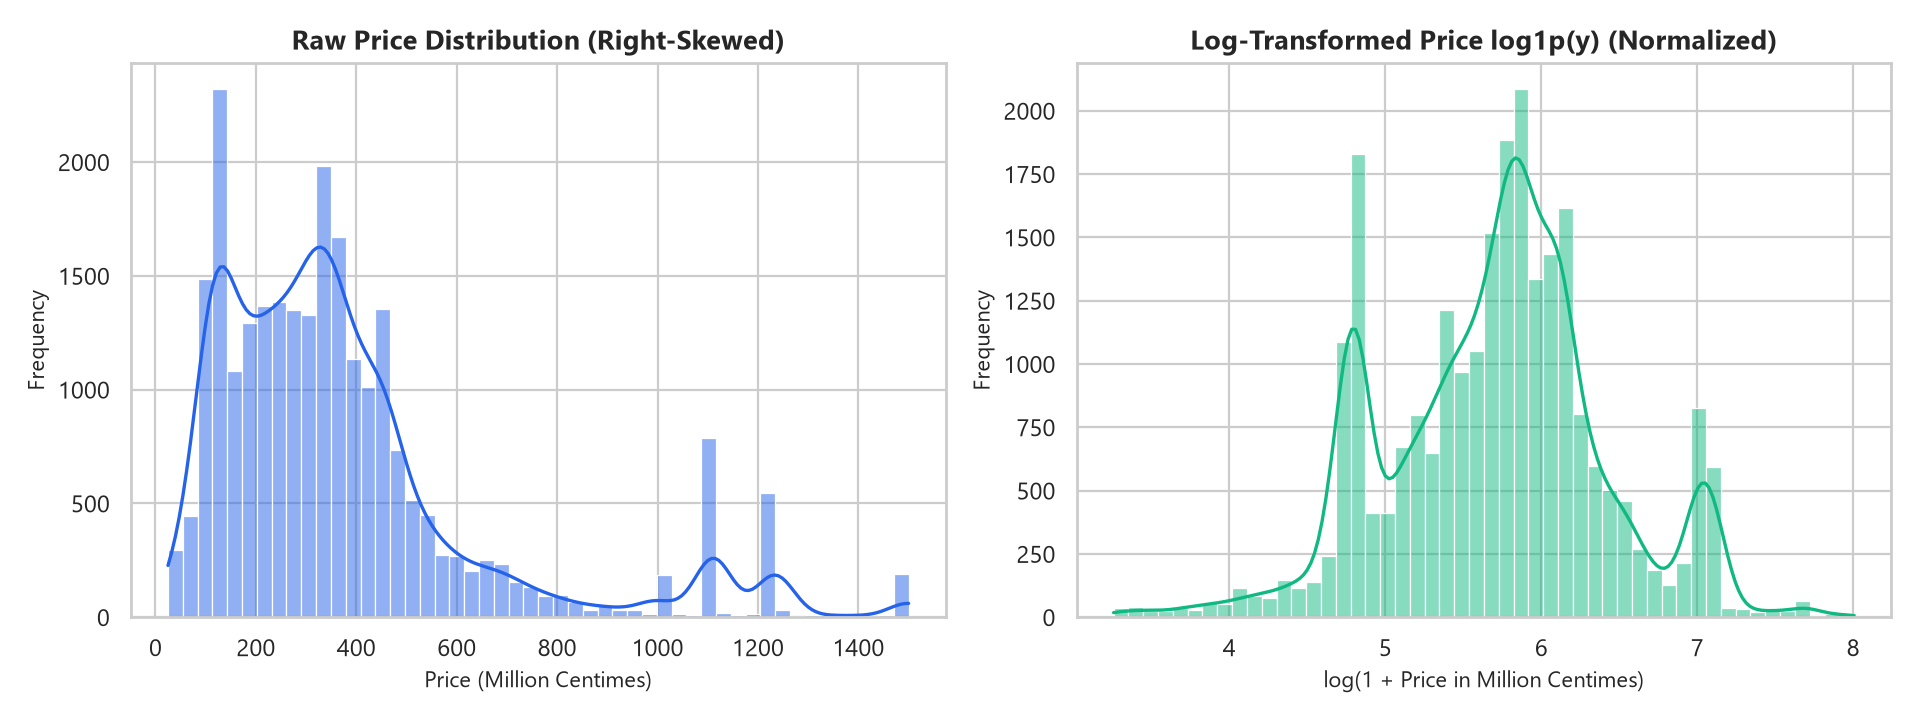 Raw Price Distribution (Right-Skewed)
Frequency
2000
1500
1000
500
0
0 200 400 600 800 1000 1200 1400
Price (Million Centimes)
Log-Transformed Price log1p(y) (Normalized)
Frequency
2000
1750
1500
1250
1000
750
500
250
0
4 5 6 7 8
log(1 + Price in Million Centimes)